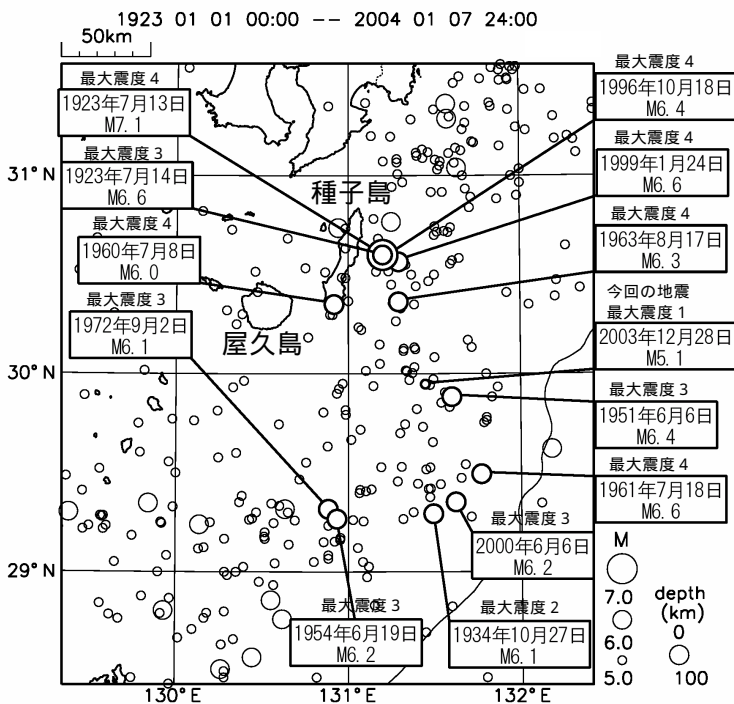 1923 01 01 00:00 -- 2004 01 07 24:00
50km
最大震度4
1923年7月13日
M7.1
最大震度3
1923年7月14日
M6.6
最大震度4
1960年7月8日
M6.0
最大震度3
1972年9月2日
M6.1
最大震度4
1996年10月18日
M6.4
最大震度4
1999年1月24日
M6.6
最大震度4
1963年8月17日
M6.3
今回の地震
最大震度1
2003年12月28日
M5.1
最大震度3
1951年6月6日
M6.4
最大震度4
1961年7月18日
M6.6
最大震度3
2000年6月6日
M6.2
最大震度2
1934年10月27日
M6.1
最大震度3
1954年6月19日
M6.2
種子島
屋久島
31°N
30°N
29°N
130°E
131°E
132°E
M
7.0
6.0
5.0
depth
(km)
0
100